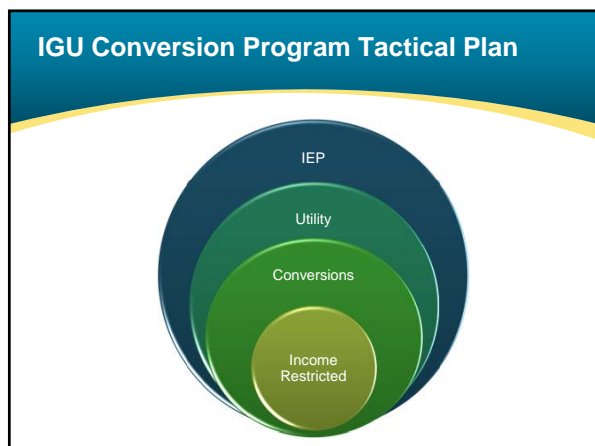 IGU Conversion Program Tactical Plan
IEP
Utility
Conversions
Income
Restricted